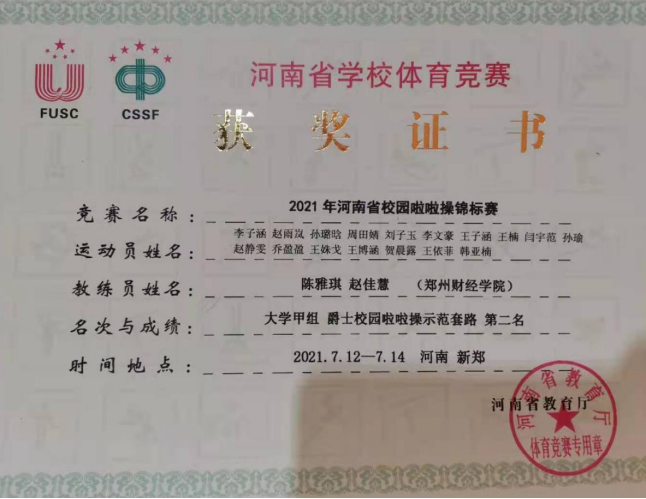 FUSC CSSF
河南省学校体育竞赛
获奖证书
竞赛名称： 2021年河南省校园啦啦操锦标赛
李子涵 赵雨岚 孙璐晗 周田婧 刘子玉 李文豪 王子涵 王楠 闫宇范 孙瑜
运动员姓名： 赵静雯 乔盈盈 王姝戈 王博涵 贺晨露 王依菲 韩亚楠
教练员姓名： 陈雅琪 赵佳慧 （郑州财经学院）
名次与成绩： 大学甲组 爵士校园啦啦操示范套路 第二名
时间地点： 2021.7.12—7.14 河南 新郑
河南省教育厅
河南省教育厅
体育竞赛专用章